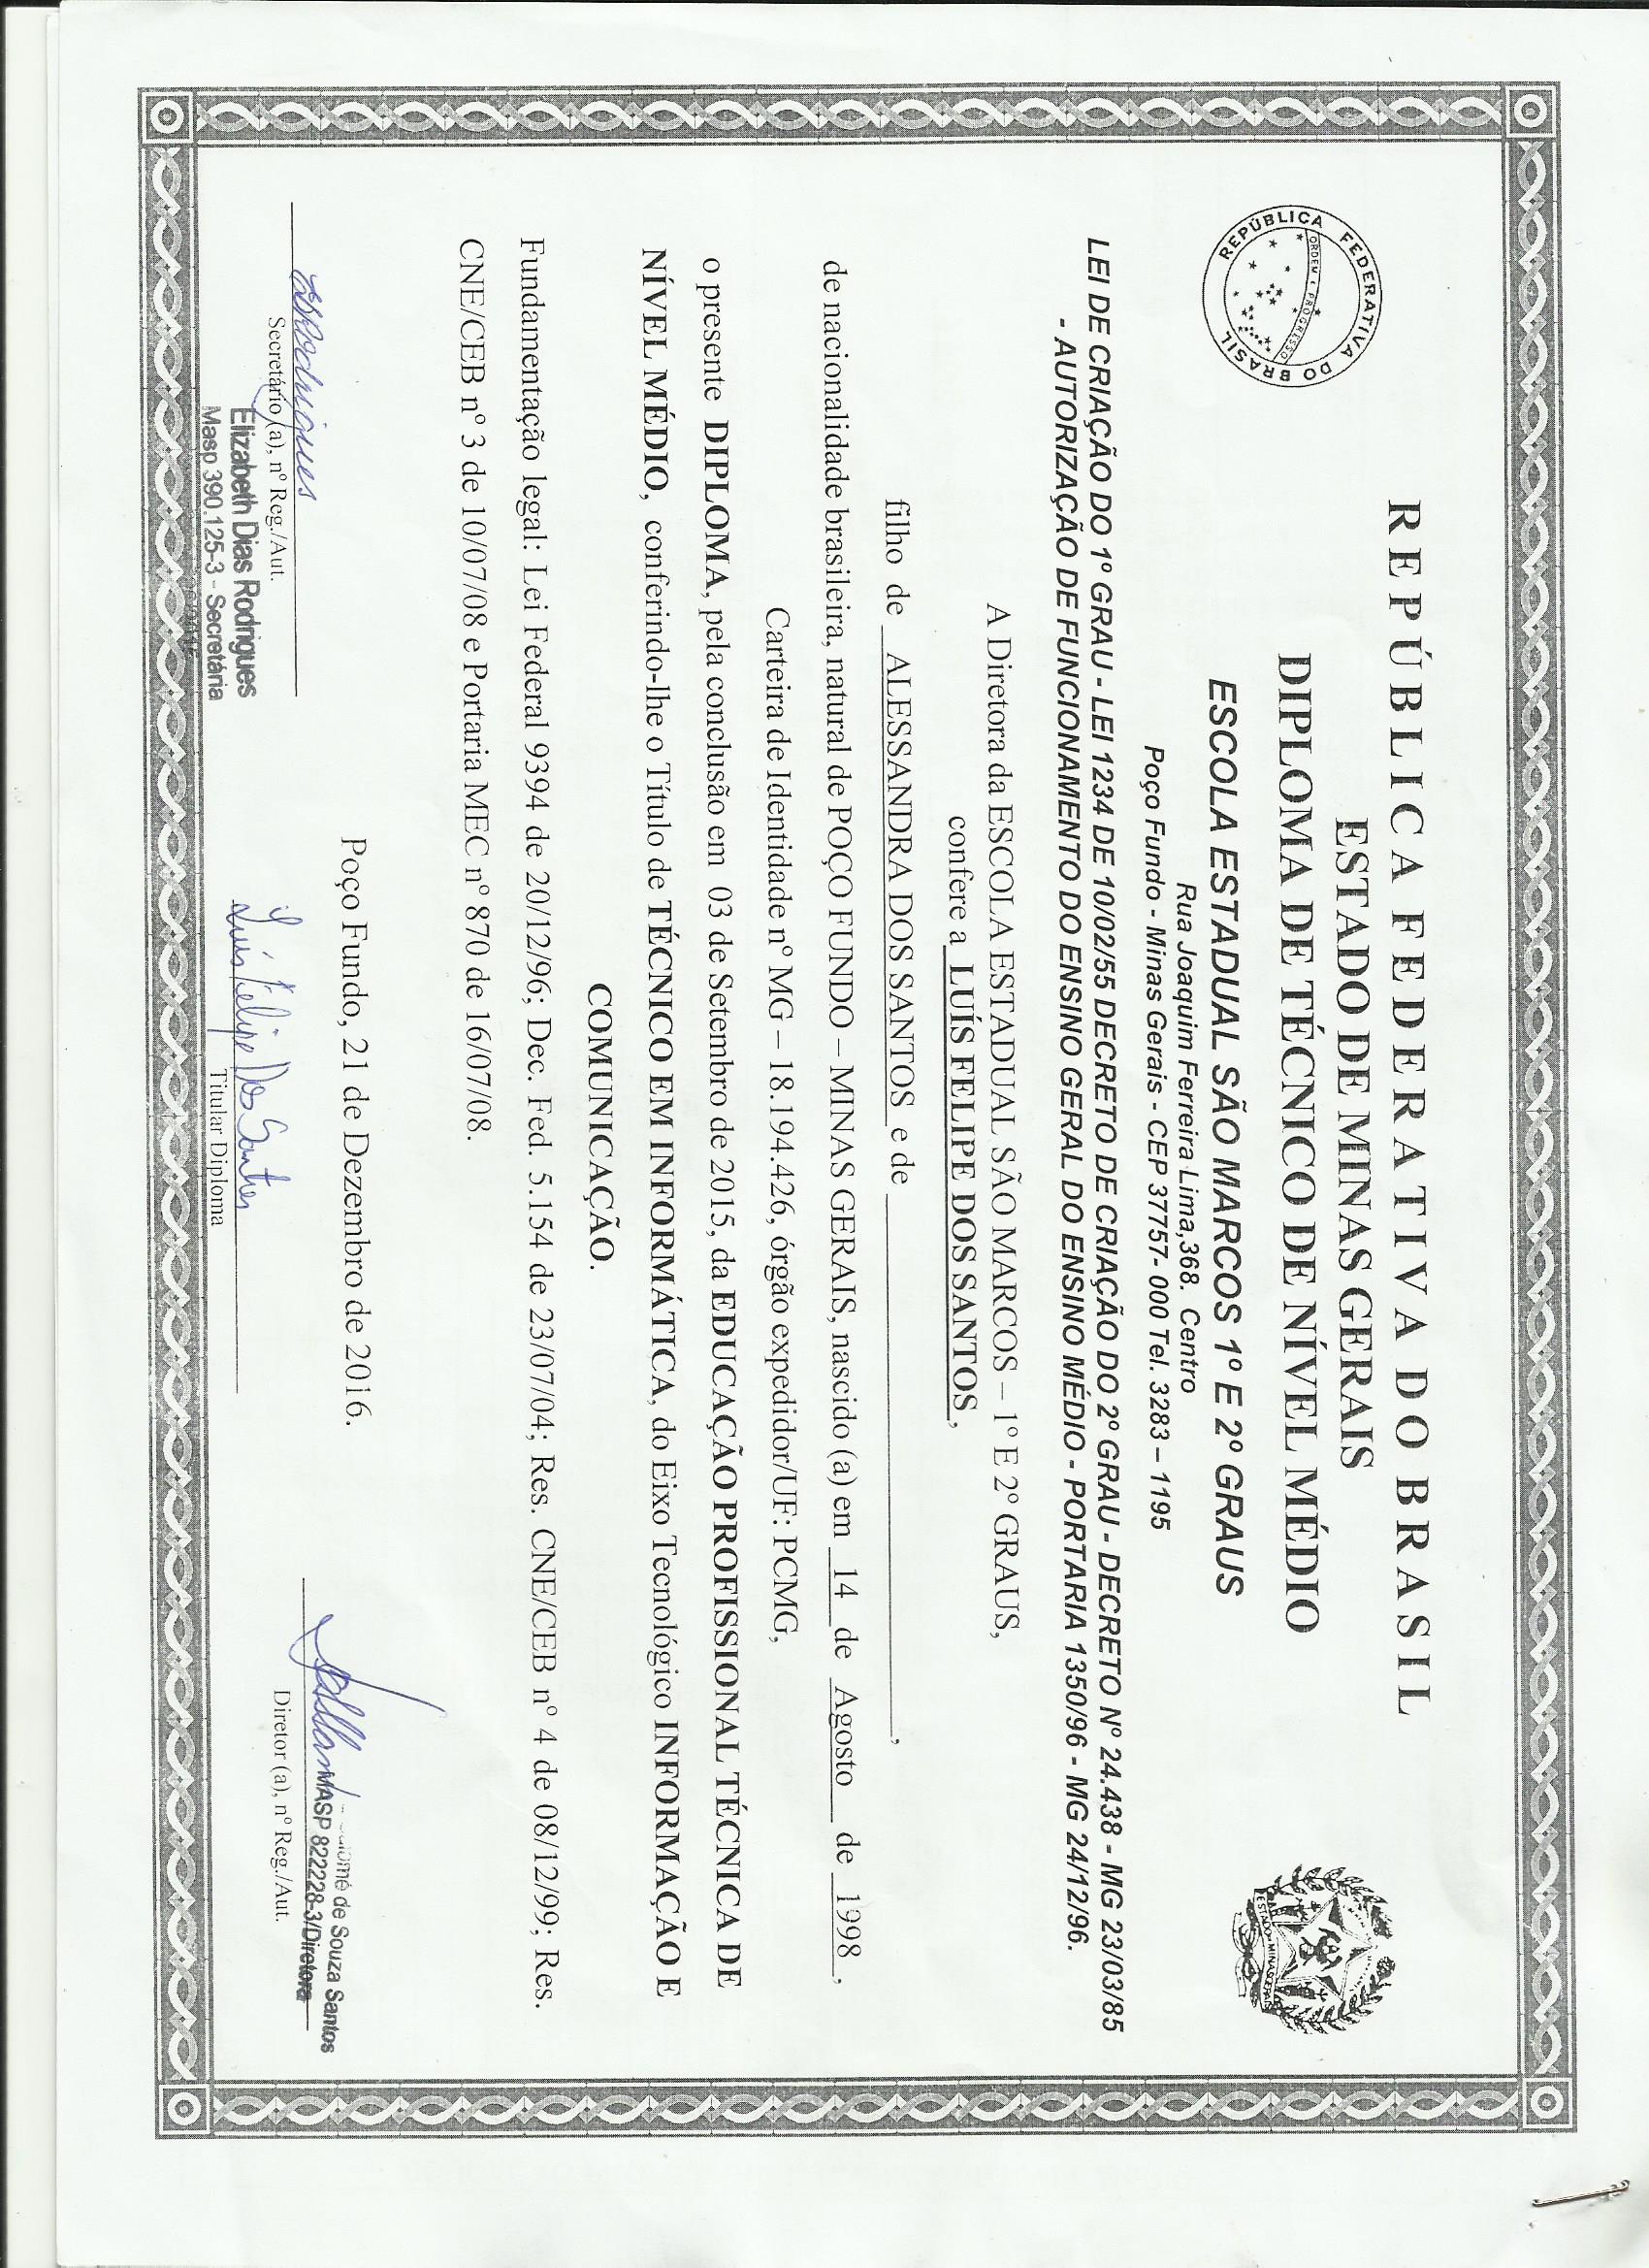 REPÚBLICA FEDERATIVA DO BRASIL
ESTADO DE MINAS GERAIS
DIPLOMA DE TÉCNICO DE NÍVEL MÉDIO
REPÚBLICA FEDERATIVA DO BRASIL
ORDEM E PROGRESSO
ESTADO DE MINAS GERAIS
ESCOLA ESTADUAL SÃO MARCOS 1º E 2º GRAUS
Rua Joaquim Ferreira Lima,368. Centro
Poço Fundo - Minas Gerais - CEP 37757- 000 Tel. 3283 – 1195
LEI DE CRIAÇÃO DO 1º GRAU - LEI 1234 DE 10/02/55 DECRETO DE CRIAÇÃO DO 2º GRAU - DECRETO Nº 24.438 - MG 23/03/85
- AUTORIZAÇÃO DE FUNCIONAMENTO DO ENSINO GERAL DO ENSINO MÉDIO - PORTARIA 1350/96 - MG 24/12/96.
A Diretora da ESCOLA ESTADUAL SÃO MARCOS – 1º E 2º GRAUS,
confere a LUÍS FELIPE DOS SANTOS,
filho de ALESSANDRA DOS SANTOS e de ,
de nacionalidade brasileira, natural de POÇO FUNDO – MINAS GERAIS, nascido (a) em 14 de Agosto de 1998,
Carteira de Identidade nº MG – 18.194.426, órgão expedidor/UF: PCMG,
o presente DIPLOMA, pela conclusão em 03 de Setembro de 2015, da EDUCAÇÃO PROFISSIONAL TÉCNICA DE
NÍVEL MÉDIO, conferindo-lhe o Título de TÉCNICO EM INFORMÁTICA, do Eixo Tecnológico INFORMAÇÃO E
COMUNICAÇÃO.
Fundamentação legal: Lei Federal 9394 de 20/12/96; Dec. Fed. 5.154 de 23/07/04; Res. CNE/CEB nº 4 de 08/12/99; Res.
CNE/CEB nº 3 de 10/07/08 e Portaria MEC nº 870 de 16/07/08.
Poço Fundo, 21 de Dezembro de 2016.
EDRodrigues
Secretário (a), nº Reg./Aut.
Elizabeth Dias Rodrigues
Masp 390.125-3 - Secretária
Luís Felipe Dos Santos
Titular Diploma
de Souza Santos
MASP 822228-3/Diretora
Diretor (a), nº Reg./Aut.